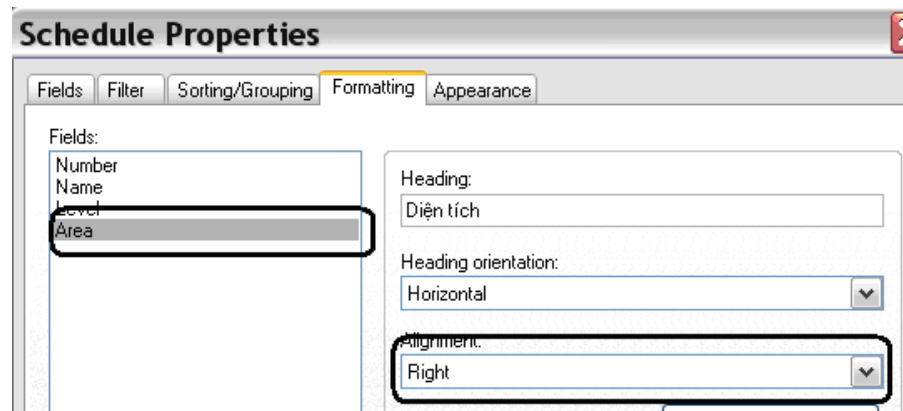 Schedule Properties
Fields Filter Sorting/Grouping Formatting Appearance
Fields:
Number
Name
Level
Area
Heading:
Diện tích
Heading orientation:
Horizontal
Alignment:
Right